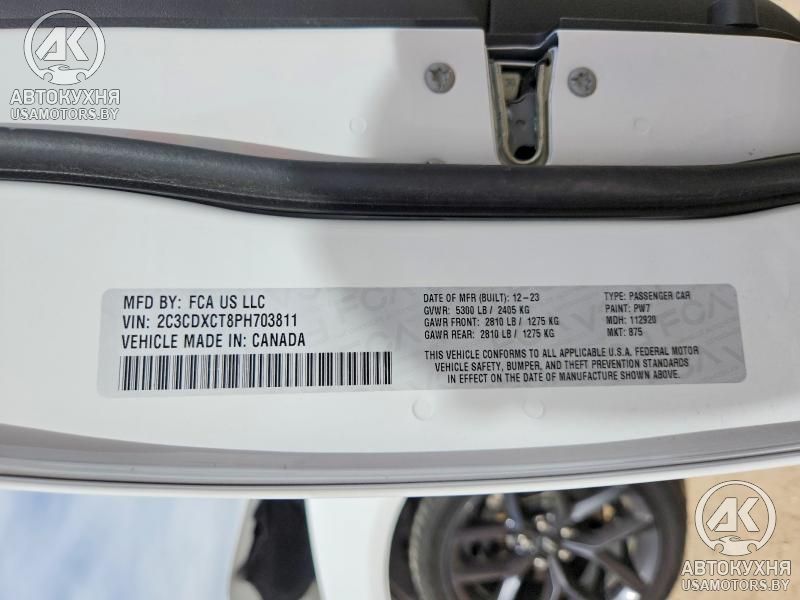 АК
АВТОКУХНЯ
USAMOTORS.BY
MFD BY: FCA US LLC
VIN: 2C3CDXCT8PH703811
VEHICLE MADE IN: CANADA
DATE OF MFR (BUILT): 12-23
GVWR: 5300 LB / 2405 KG
GAWR FRONT: 2810 LB / 1275 KG
GAWR REAR: 2810 LB / 1275 KG
TYPE: PASSENGER CAR
PAINT: PW7
MDH: 112920
MKT: 875
THIS VEHICLE CONFORMS TO ALL APPLICABLE U.S.A. FEDERAL MOTOR
VEHICLE SAFETY, BUMPER, AND THEFT PREVENTION STANDARDS
IN EFFECT ON THE DATE OF MANUFACTURE SHOWN ABOVE.
АК
АВТОКУХНЯ
USAMOTORS.BY